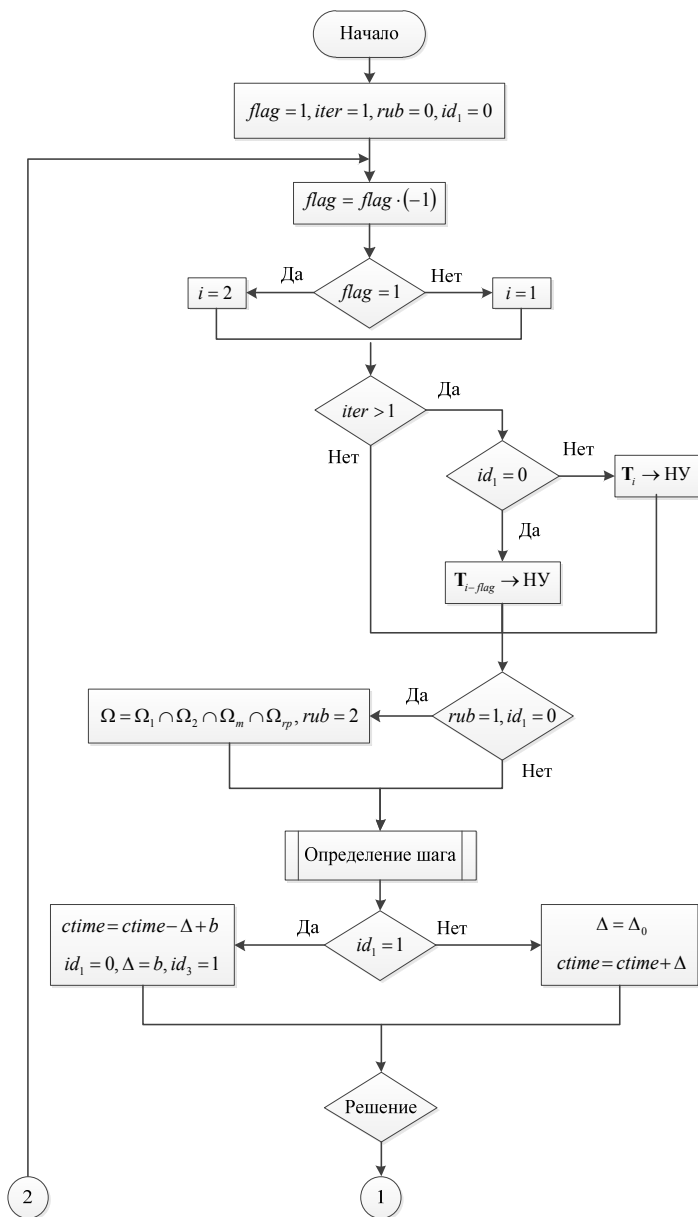 Начало
flag = 1, iter = 1, rub = 0, id₁ = 0
flag = flag · (−1)
Да
Нет
i = 2
flag = 1
i = 1
iter > 1
Да
Нет
id₁ = 0
Нет
T_i → НУ
Да
T_{i−flag} → НУ
Ω = Ω₁ ∩ Ω₂ ∩ Ω_m ∩ Ω_{rp}, rub = 2
Да
rub = 1, id₁ = 0
Нет
Определение шага
ctime = ctime − Δ + b
id₁ = 0, Δ = b, id₃ = 1
Да
id₁ = 1
Нет
Δ = Δ₀
ctime = ctime + Δ
Решение
2
1